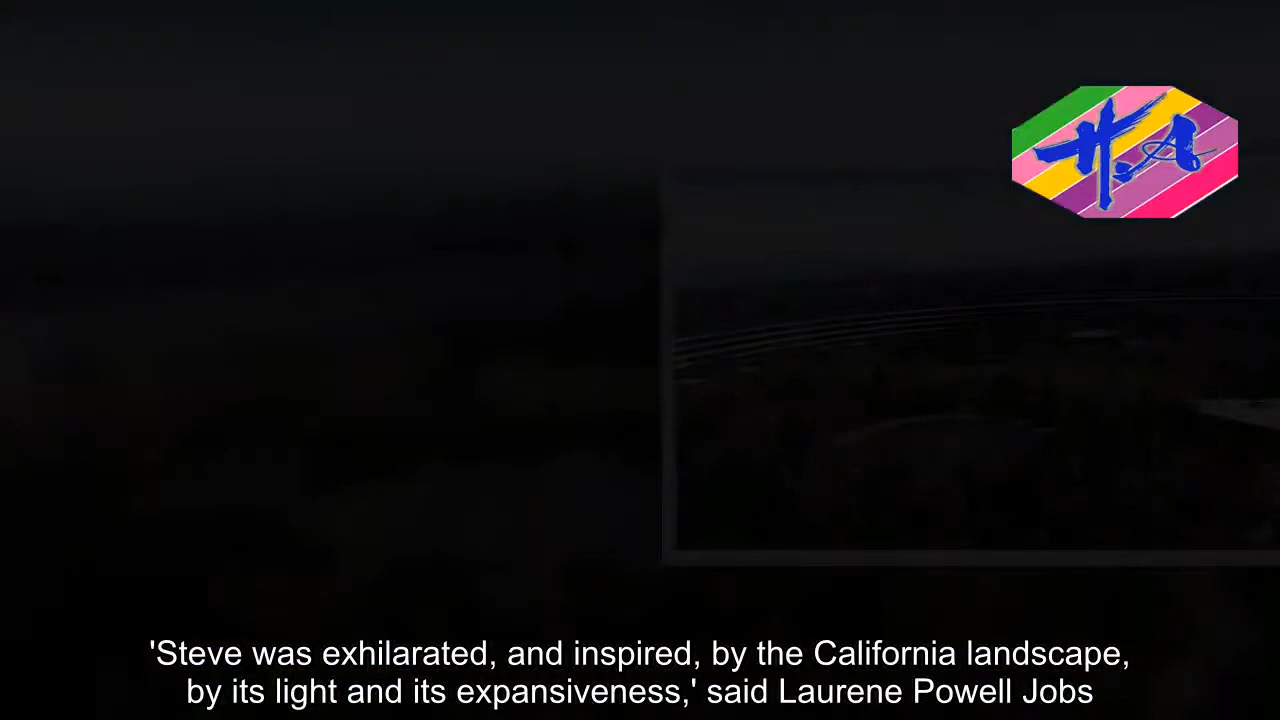 H.A
'Steve was exhilarated, and inspired, by the California landscape,
by its light and its expansiveness,' said Laurene Powell Jobs